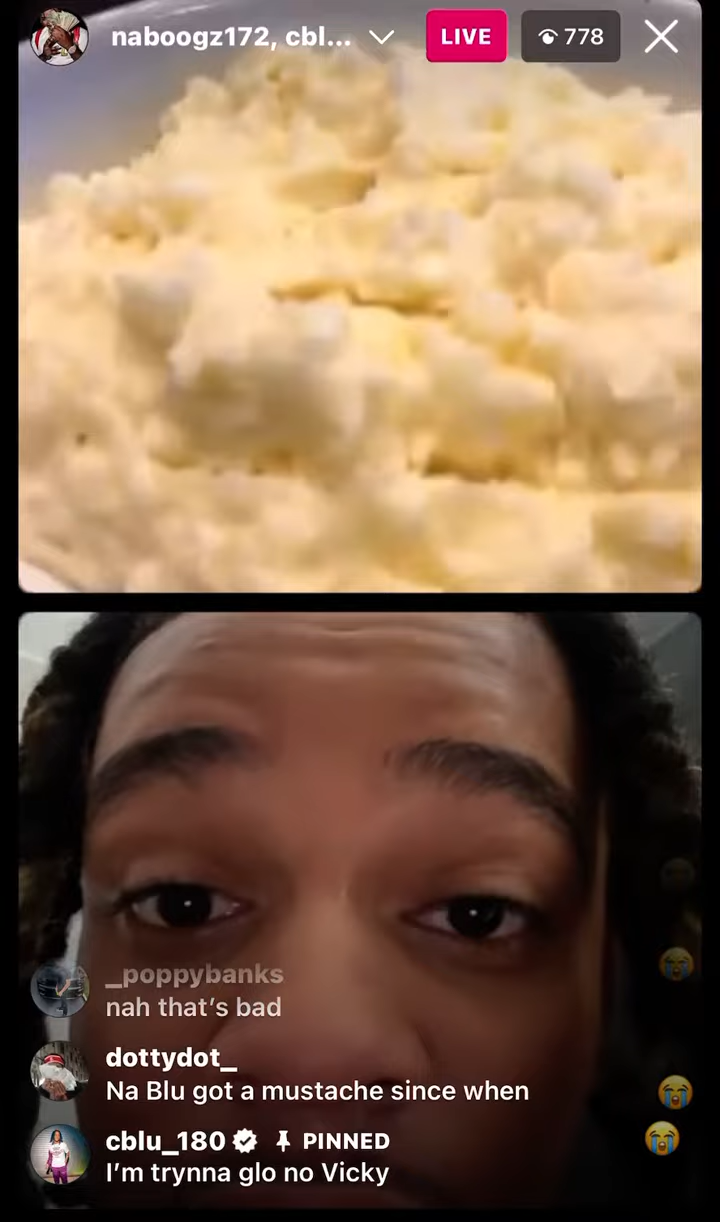 naboogz172, cbl...
LIVE
778
_poppybanks
nah that’s bad
dottydot_
Na Blu got a mustache since when
cblu_180 PINNED
I’m trynna glo no Vicky